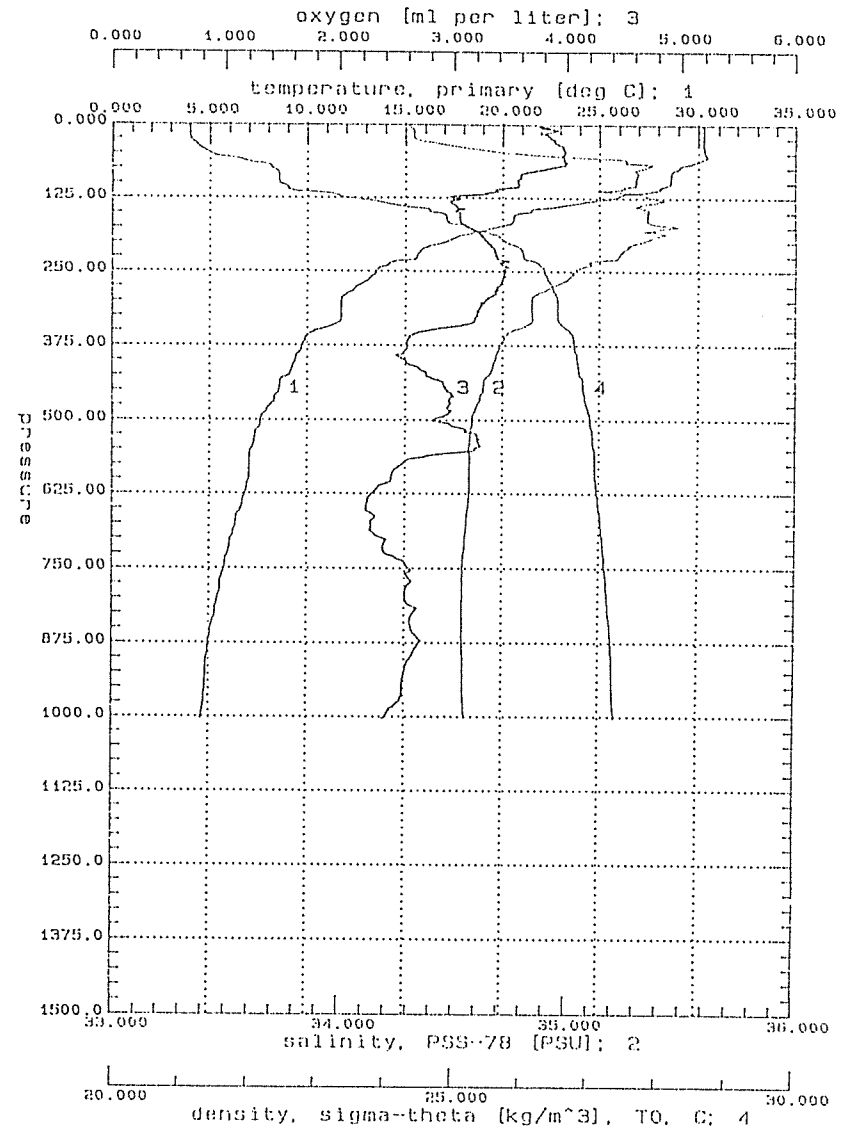 oxygen [ml per liter]; 3
0.000 1.000 2.000 3.000 4.000 5.000 6.000
temperature, primary [deg C]; 1
0.000 5.000 10.000 15.000 20.000 25.000 30.000 35.000
0.000
125.00
250.00
375.00
1 3 2 4
500.00
pressure
625.00
750.00
875.00
1000.0
1125.0
1250.0
1375.0
1500.0
33.000 34.000 35.000 36.000
salinity, PSS-78 [PSU]; 2
20.000 25.000 30.000
density, sigma-theta [kg/m^3], T0, C; 4